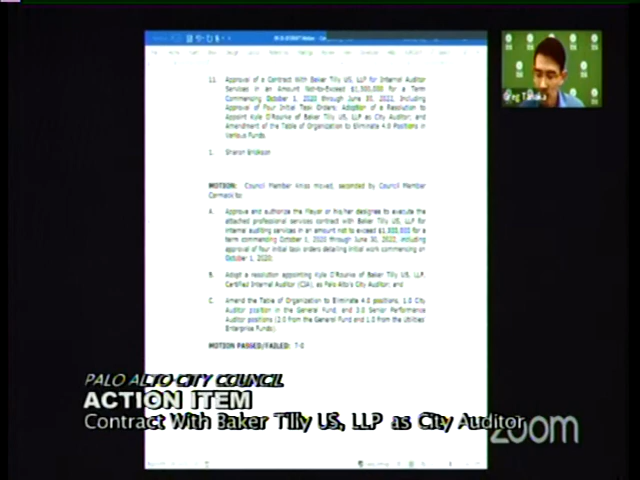 11. Approval of a Contract With Baker Tilly US, LLP for Internal Auditor
Services in an Amount Not-to-Exceed $1,300,000 for a Term
Commencing October 1, 2020 through June 30, 2022, Including
Approval of Four Initial Task Orders; Adoption of a Resolution to
Appoint Kyle O'Rourke of Baker Tilly US, LLP as City Auditor; and
Amendment of the Table of Organization to Eliminate 4.0 Positions in
Various Funds.
1. Sharon Erickson
MOTION: Council Member Kniss moved, seconded by Council Member
Cormack to:
A. Approve and authorize the Mayor or his/her designee to execute the
attached professional services contract with Baker Tilly US, LLP for
internal auditing services in an amount not to exceed $1,300,000 for a
term commencing October 1, 2020 through June 30, 2022, including
approval of four initial task orders detailing initial work commencing on
October 1, 2020;
B. Adopt a resolution appointing Kyle O'Rourke of Baker Tilly US, LLP,
Certified Internal Auditor (CIA), as Palo Alto's City Auditor; and
C. Amend the Table of Organization to Eliminate 4.0 positions, 1.0 City
Auditor position in the General Fund, and 3.0 Senior Performance
Auditor positions (2.0 from the General Fund and 1.0 from the Utilities'
Enterprise Funds).
MOTION PASSED/FAILED: 7-0
Greg Tanaka
PALO ALTO CITY COUNCIL
ACTION ITEM
Contract With Baker Tilly US, LLP as City Auditor
zoom